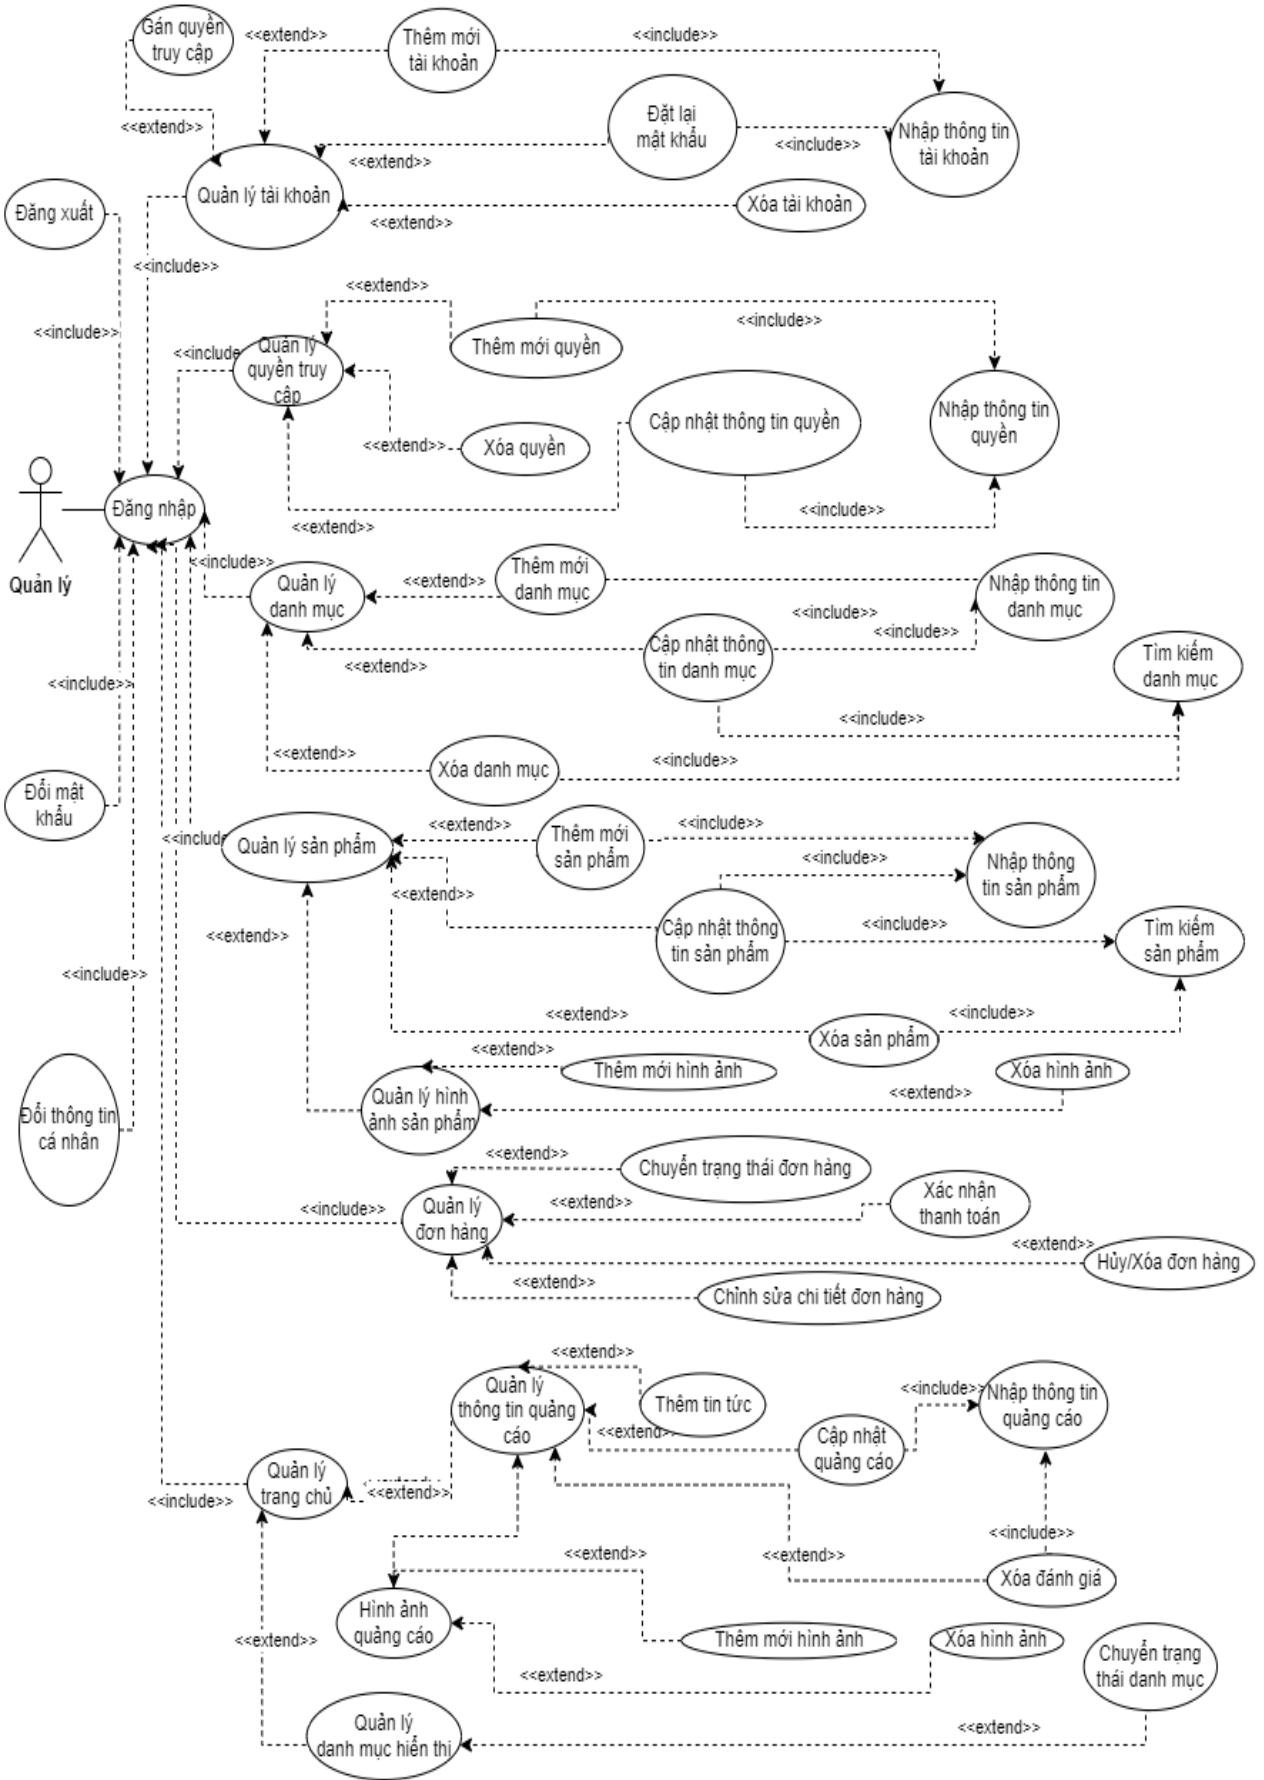 Gán quyền
truy cập
<<extend>>
Thêm mới
tài khoản
<<include>>
Đặt lại
mật khẩu
<<extend>>
<<extend>>
<<include>>
Nhập thông tin
tài khoản
Quản lý tài khoản
Xóa tài khoản
<<extend>>
Đăng xuất
<<include>>
<<include>>
<<extend>>
<<include>>
<<include
Quản lý
quyền truy
cập
Thêm mới quyền
Cập nhật thông tin quyền
Nhập thông tin
quyền
<<extend>>
Xóa quyền
<<include>>
<<extend>>
Đăng nhập
Quản lý
<<include>>
Quản lý
danh mục
<<extend>>
Thêm mới
danh mục
Nhập thông tin
danh mục
<<include>>
<<include>>
Cập nhật thông
tin danh mục
<<extend>>
Tìm kiếm
danh mục
<<include>>
<<include>>
<<extend>>
Xóa danh mục
<<include>>
Đổi mật
khẩu
<<include
Quản lý sản phẩm
<<extend>>
Thêm mới
sản phẩm
<<include>>
<<include>>
Nhập thông
tin sản phẩm
<<extend>>
<<extend>>
Cập nhật thông
tin sản phẩm
<<include>>
Tìm kiếm
sản phẩm
<<include>>
<<extend>>
Xóa sản phẩm
<<include>>
<<extend>>
Thêm mới hình ảnh
Xóa hình ảnh
<<extend>>
Quản lý hình
ảnh sản phẩm
Đổi thông tin
cá nhân
<<extend>>
Chuyển trạng thái đơn hàng
<<include>>
Quản lý
đơn hàng
<<extend>>
Xác nhận
thanh toán
<<extend>>
Hủy/Xóa đơn hàng
<<extend>>
Chỉnh sửa chi tiết đơn hàng
<<extend>>
Quản lý
thông tin quảng
cáo
Thêm tin tức
<<extend>>
Cập nhật
quảng cáo
<<include>>
Nhập thông tin
quảng cáo
Quản lý
trang chủ
<<extend>>
<<include>>
<<include>>
<<extend>>
<<extend>>
Xóa đánh giá
Hình ảnh
quảng cáo
<<extend>>
Thêm mới hình ảnh
Xóa hình ảnh
<<extend>>
Chuyển trạng
thái danh mục
Quản lý
danh mục hiển thị
<<extend>>